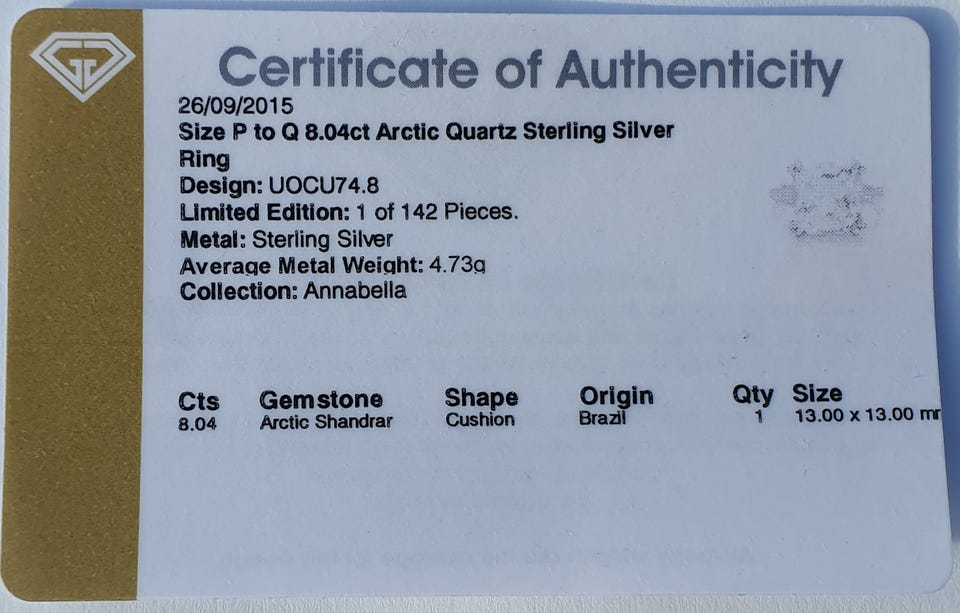 Certificate of Authenticity
26/09/2015
Size P to Q 8.04ct Arctic Quartz Sterling Silver
Ring
Design: UOCU74.8
Limited Edition: 1 of 142 Pieces.
Metal: Sterling Silver
Average Metal Weight: 4.73g
Collection: Annabella
Cts Gemstone Shape Origin Qty Size
8.04 Arctic Shandrar Cushion Brazil 1 13.00 x 13.00 mr